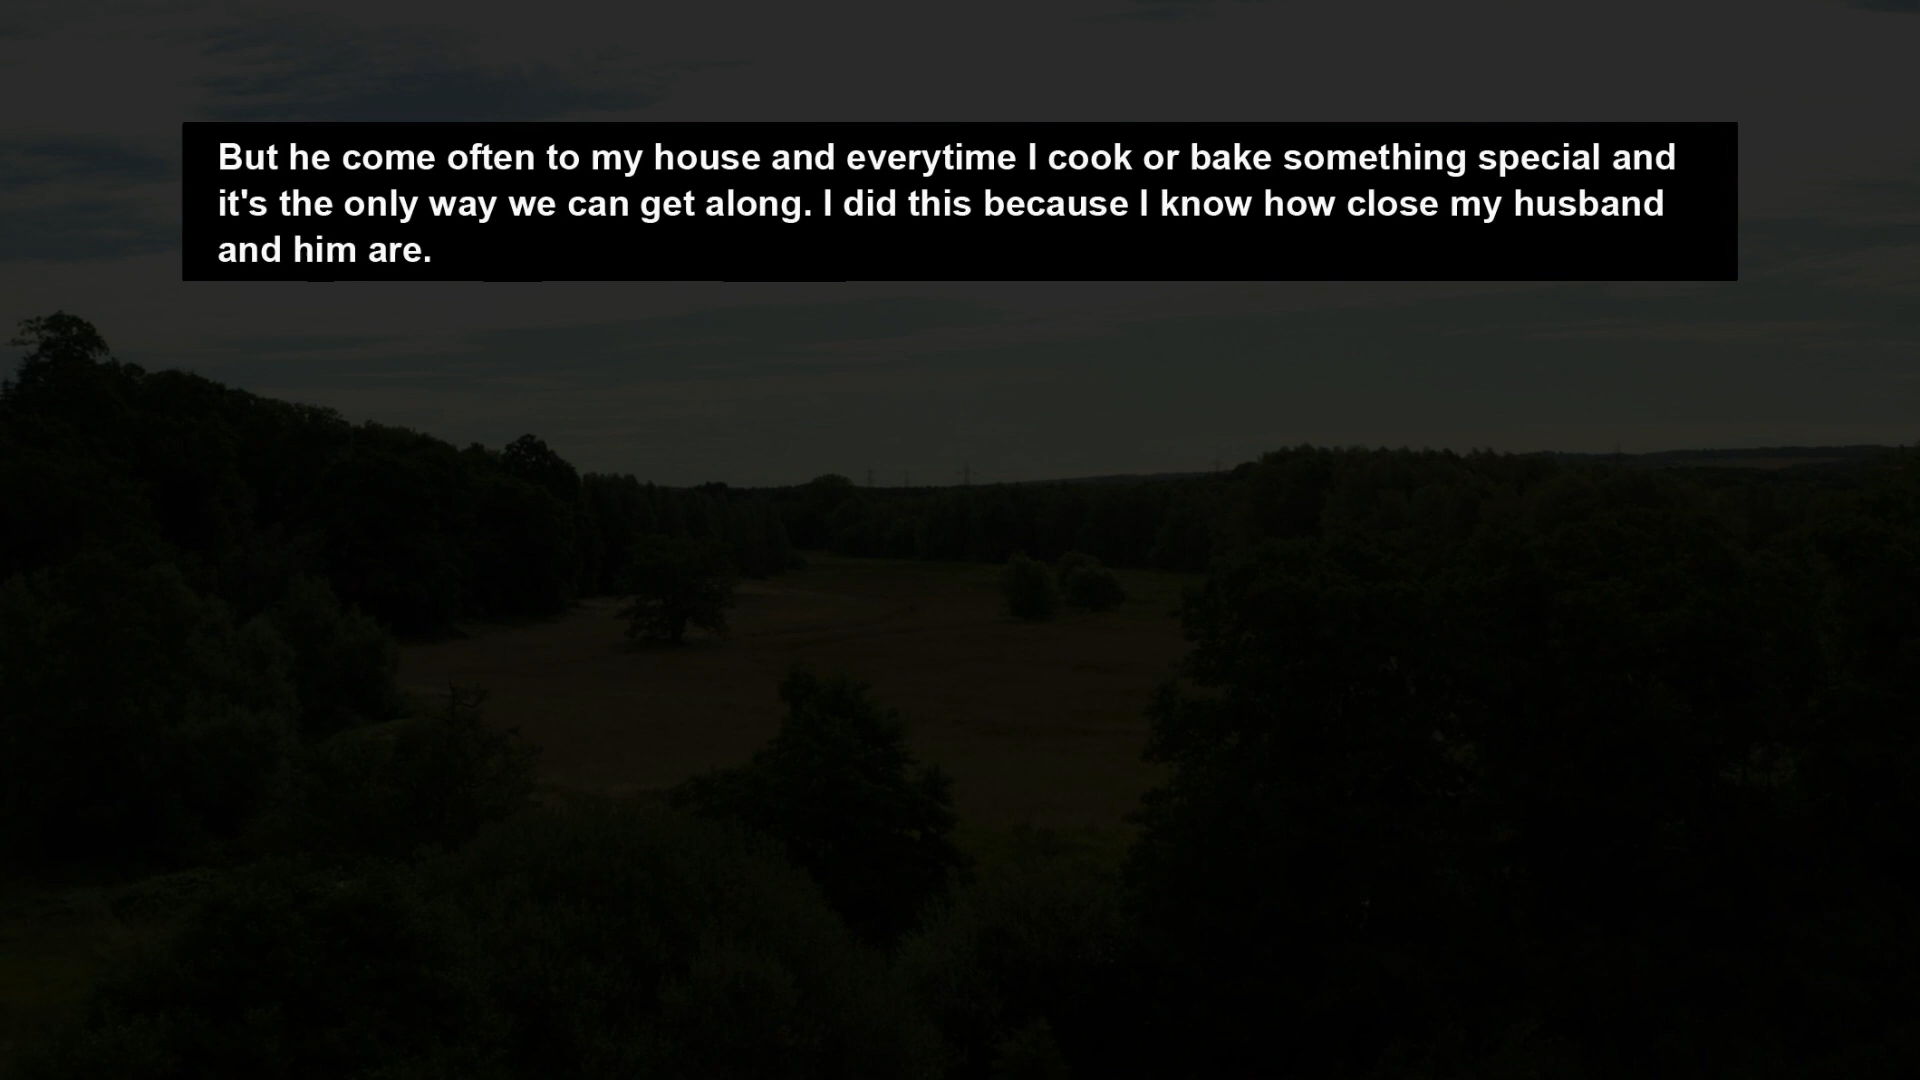 But he come often to my house and everytime I cook or bake something special and
it's the only way we can get along. I did this because I know how close my husband
and him are.